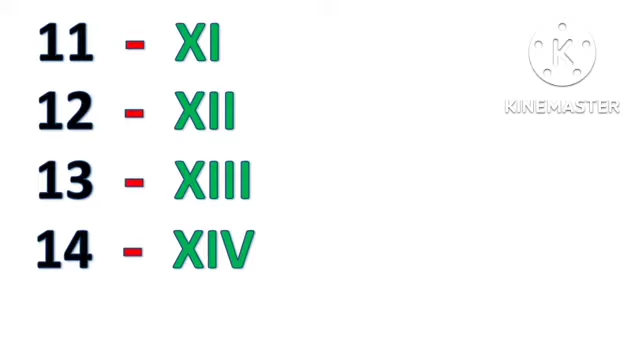 11 - XI
12 - XII
13 - XIII
14 - XIV
K
KINEMASTER